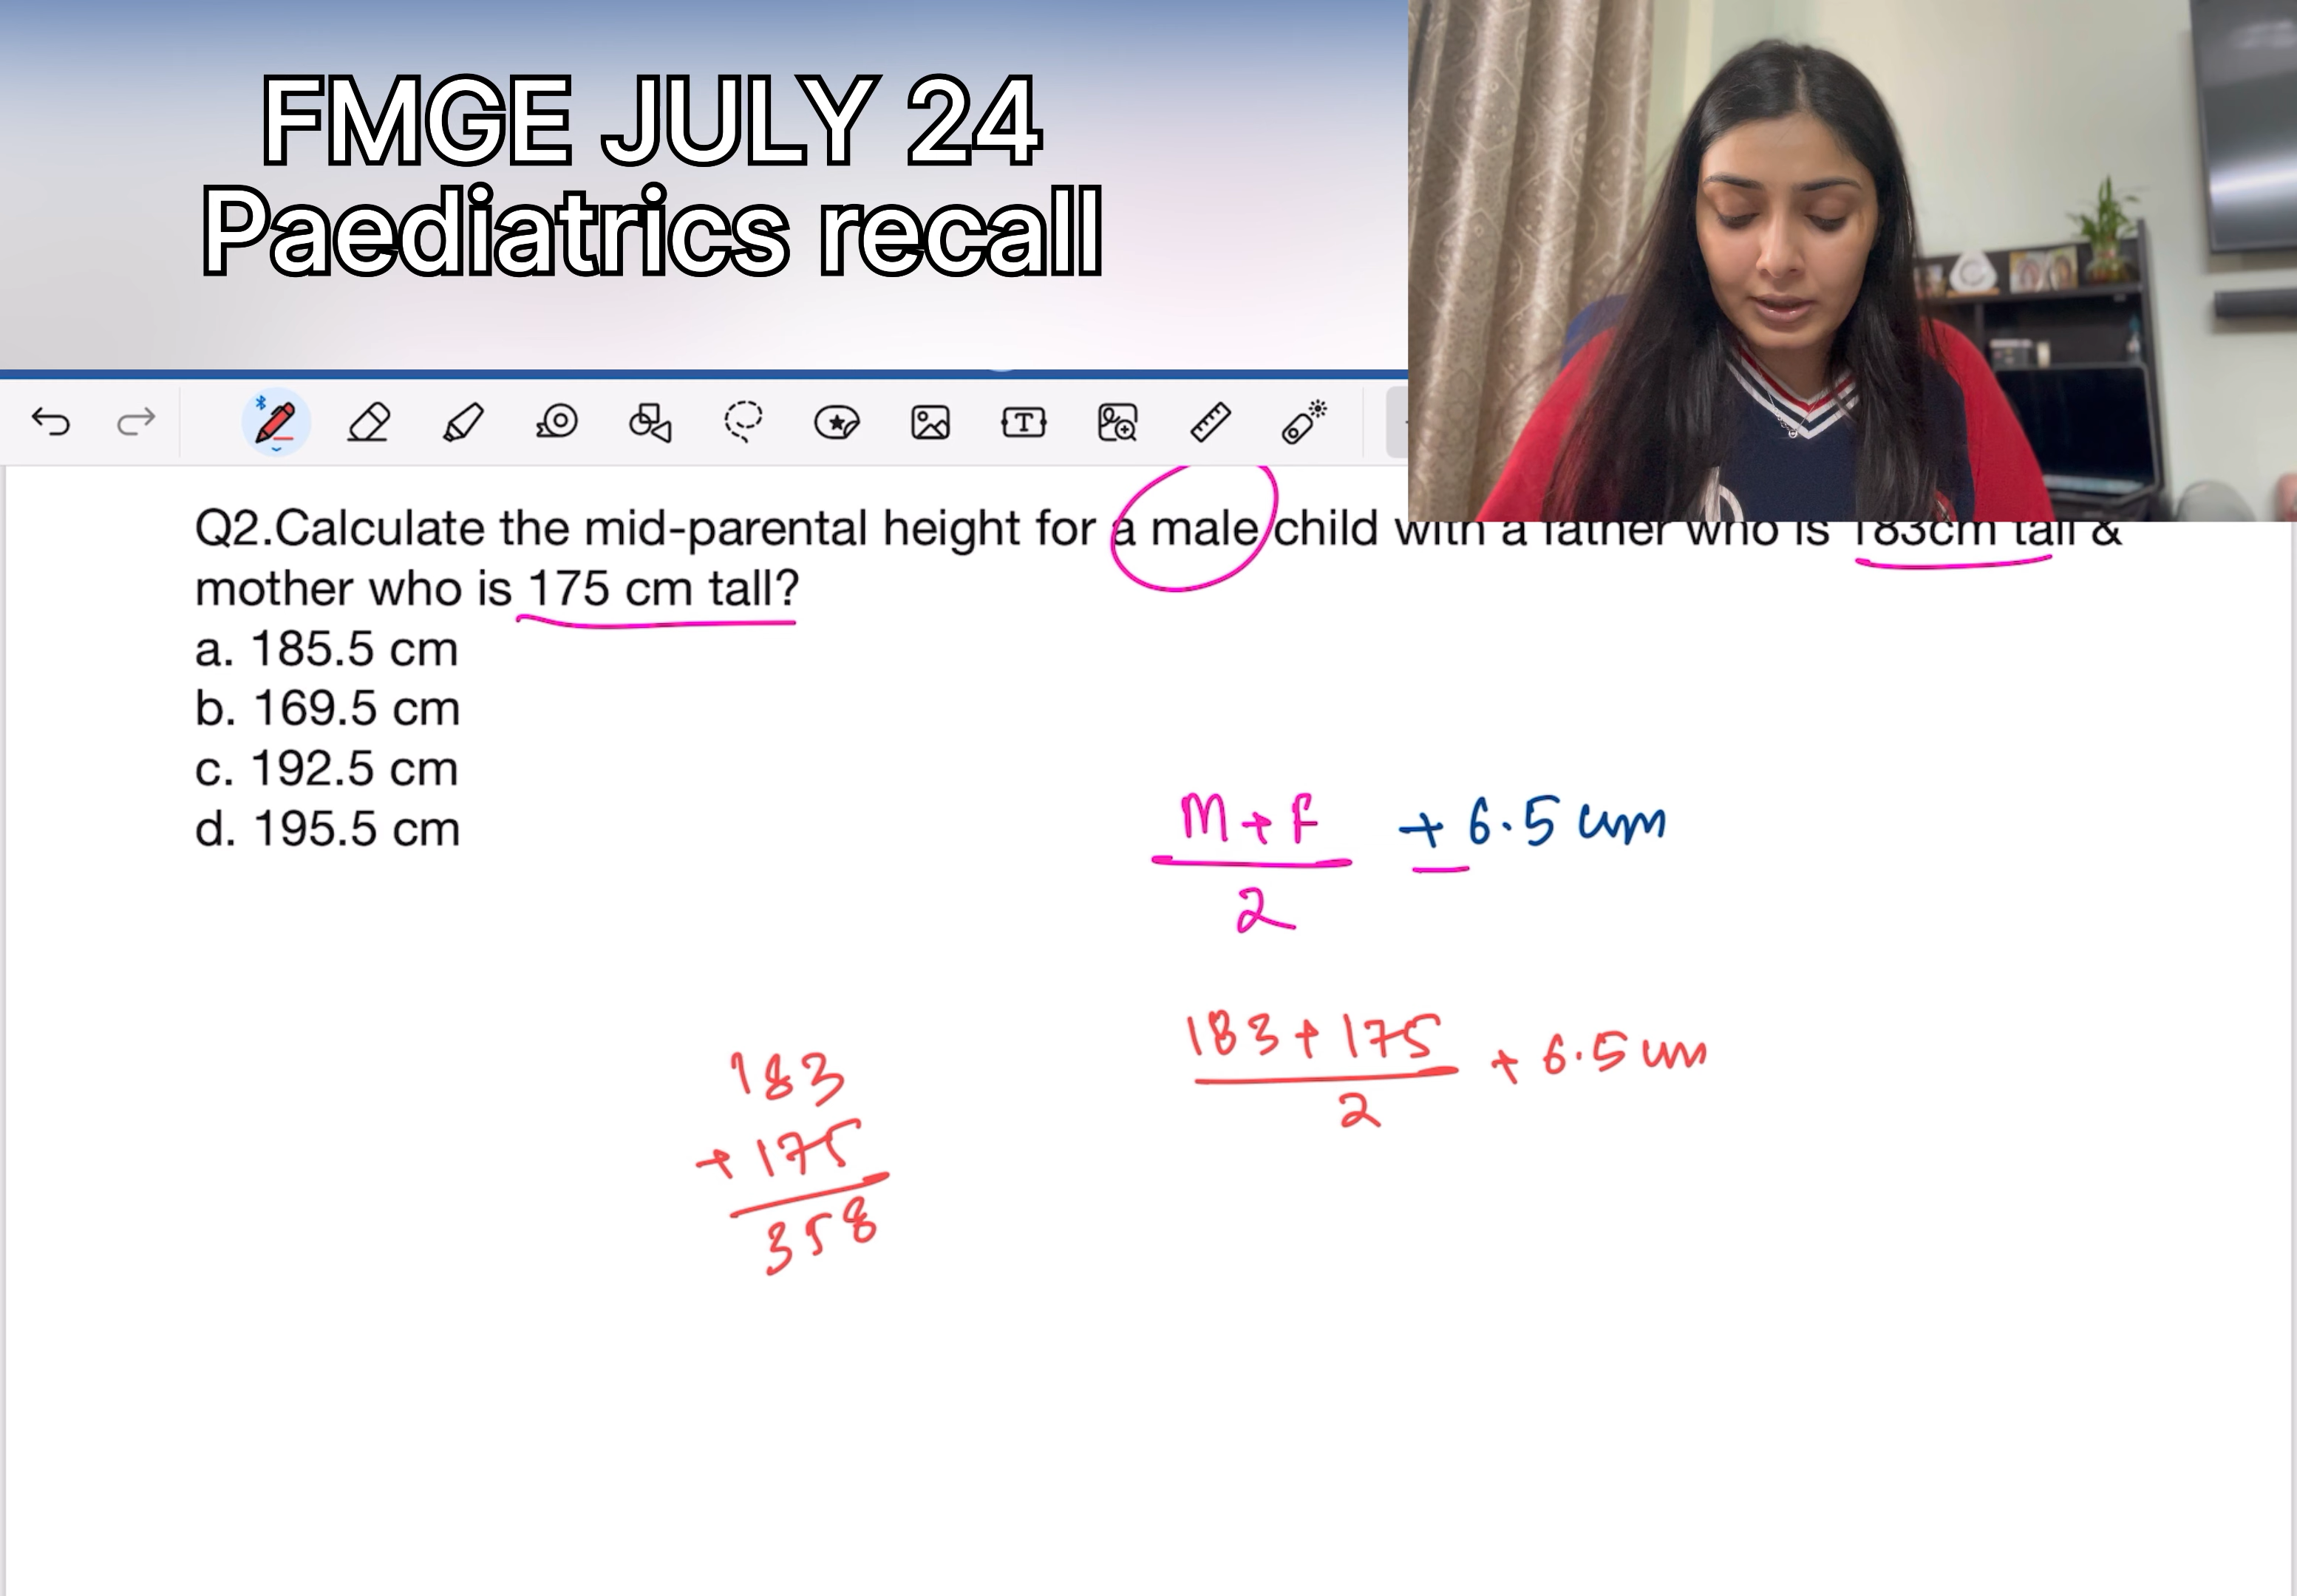 FMGE JULY 24
Paediatrics recall
Q2.Calculate the mid-parental height for a male child with a father who is 183cm tall &
mother who is 175 cm tall?
a. 185.5 cm
b. 169.5 cm
c. 192.5 cm
d. 195.5 cm
M + F + 6.5 cm
2
183 + 175 + 6.5 cm
2
183
+ 175
358